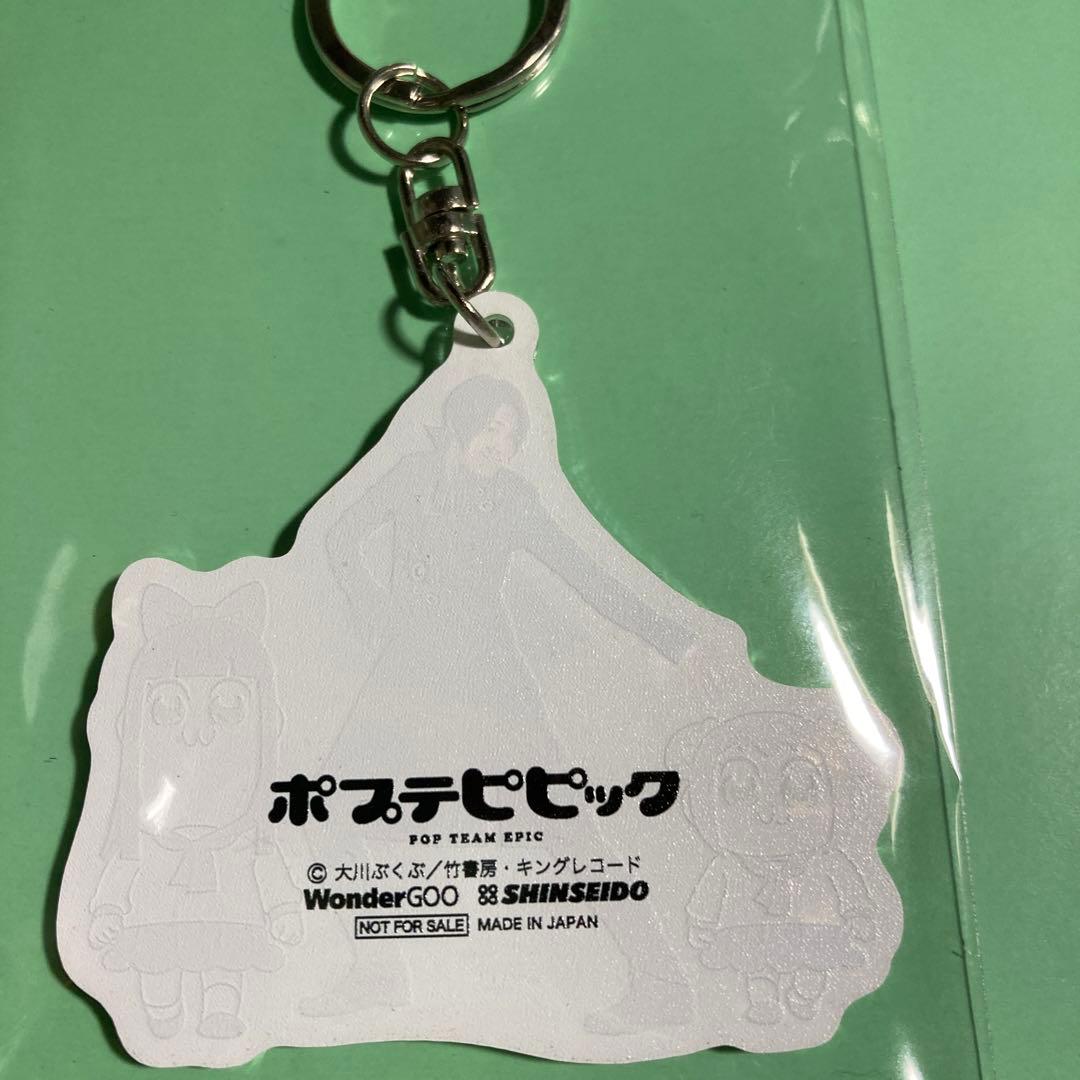 ポプテピピック
POP TEAM EPIC
© 大川ぶくぶ／竹書房・キングレコード
WonderGOO SHINSEIDO
NOT FOR SALE MADE IN JAPAN